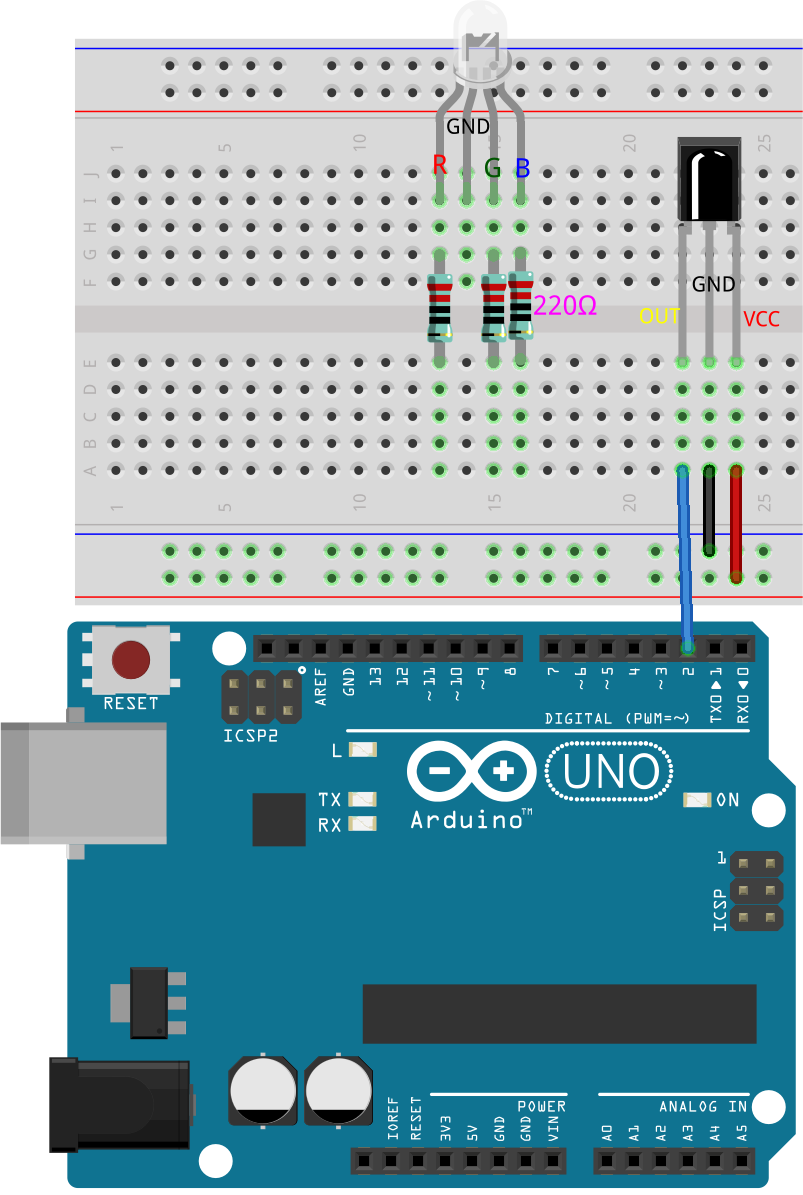 1 5 10 15 20 25
GND
R G B
J
I
H
G
F
GND
220Ω
OUT VCC
E
D
C
B
A
1 5 10 15 20 25
RESET
ICSP2
AREF GND 13 12 ~11 ~10 ~9 8 7 ~6 ~5 4 ~3 2 TX0▶1 RX0◀0
DIGITAL (PWM=~)
L
TX
RX
UNO
Arduino™
ON
1
ICSP
POWER
ANALOG IN
IOREF RESET 3V3 5V GND GND VIN A0 A1 A2 A3 A4 A5